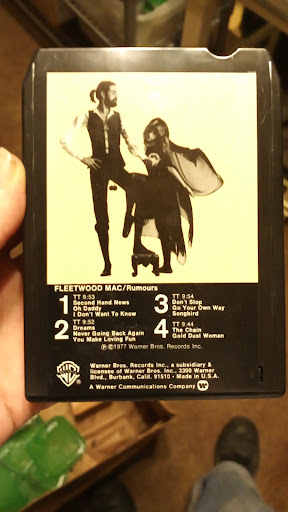 FLEETWOOD MAC/Rumours
1 TT 9:53
Second Hand News
Oh Daddy
I Don't Want To Know
2 TT 9:52
Dreams
Never Going Back Again
You Make Loving Fun
3 TT 9:54
Don't Stop
Go Your Own Way
Songbird
4 TT 9:44
The Chain
Gold Dust Woman
℗©1977 Warner Bros. Records Inc.
WB
Warner Bros. Records Inc., a subsidiary &
licensee of Warner Bros. Inc., 3300 Warner
Blvd., Burbank, Calif. 91510 • Made in U.S.A.
A Warner Communications Company